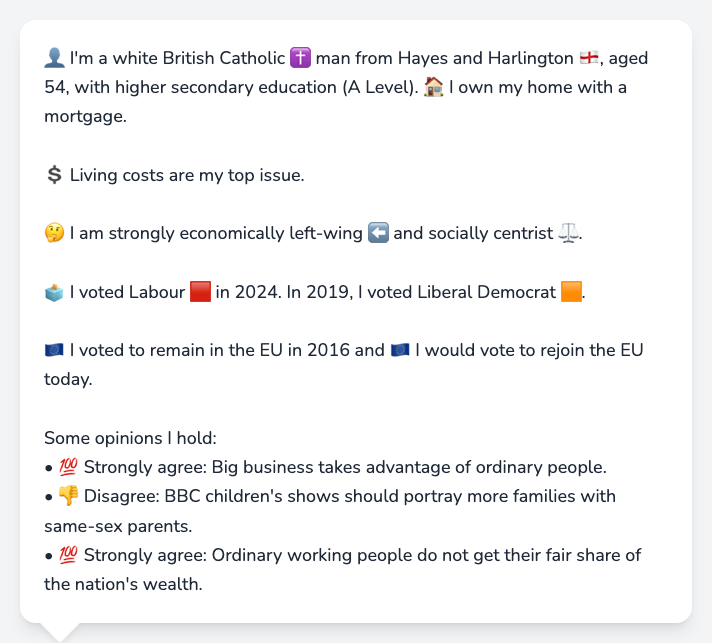 👤 I'm a white British Catholic ✝️ man from Hayes and Harlington 🏴󠁧󠁢󠁥󠁮󠁧󠁿, aged
54, with higher secondary education (A Level). 🏠 I own my home with a
mortgage.
💲 Living costs are my top issue.
🤔 I am strongly economically left-wing ⬅️ and socially centrist ⚖️.
🗳️ I voted Labour 🟥 in 2024. In 2019, I voted Liberal Democrat 🟧.
🇪🇺 I voted to remain in the EU in 2016 and 🇪🇺 I would vote to rejoin the EU
today.
Some opinions I hold:
• 💯 Strongly agree: Big business takes advantage of ordinary people.
• 👎 Disagree: BBC children's shows should portray more families with
same-sex parents.
• 💯 Strongly agree: Ordinary working people do not get their fair share of
the nation's wealth.